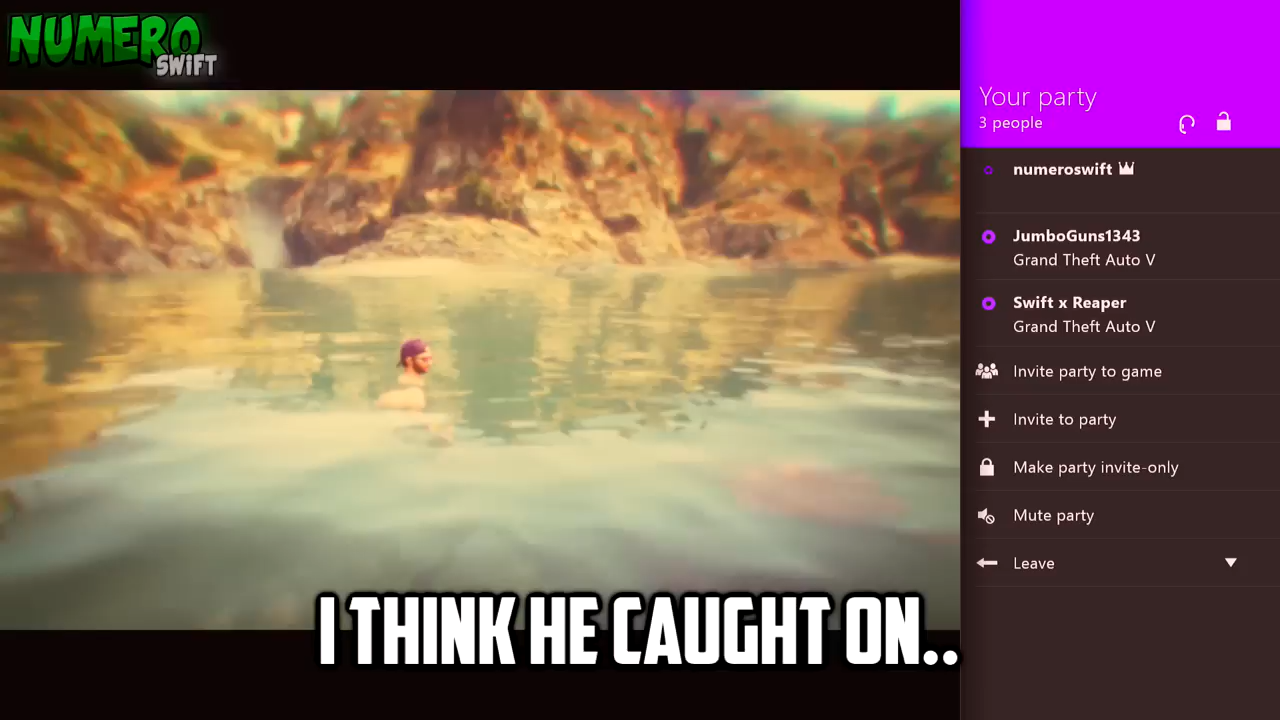 NUMERO
SWIFT
Your party
3 people
numeroswift
JumboGuns1343
Grand Theft Auto V
Swift x Reaper
Grand Theft Auto V
Invite party to game
Invite to party
Make party invite-only
Mute party
Leave
I THINK HE CAUGHT ON..